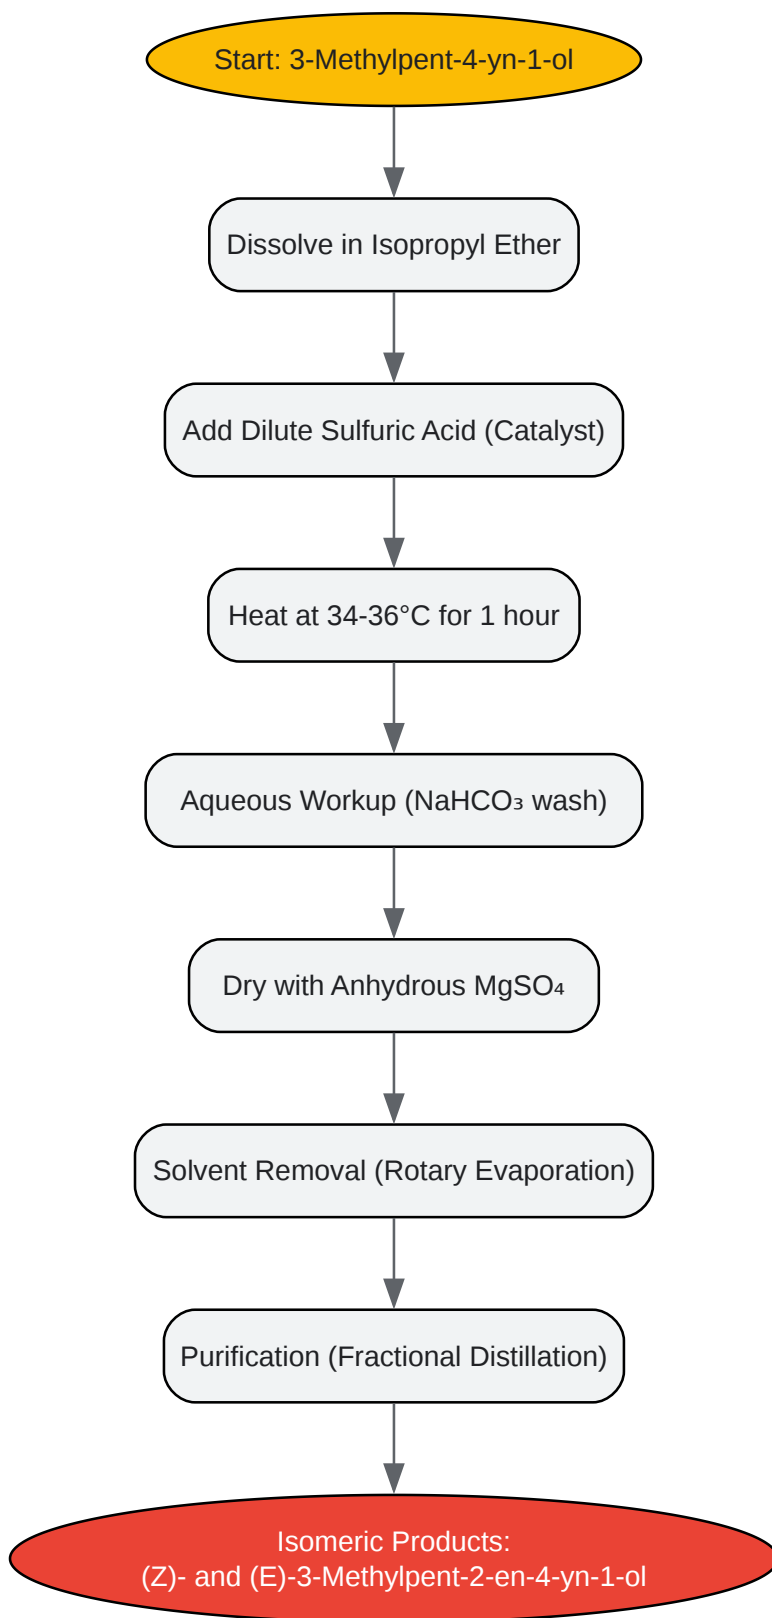 Start: 3-Methylpent-4-yn-1-ol
Dissolve in Isopropyl Ether
Add Dilute Sulfuric Acid (Catalyst)
Heat at 34-36°C for 1 hour
Aqueous Workup (NaHCO₃ wash)
Dry with Anhydrous MgSO₄
Solvent Removal (Rotary Evaporation)
Purification (Fractional Distillation)
Isomeric Products:
(Z)- and (E)-3-Methylpent-2-en-4-yn-1-ol